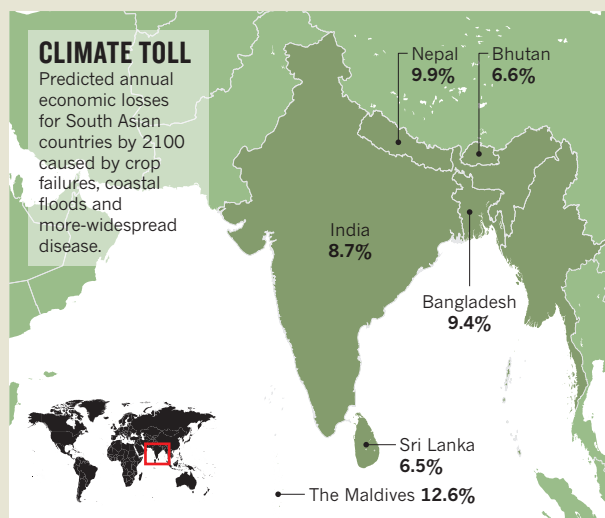 CLIMATE TOLL
Predicted annual
economic losses
for South Asian
countries by 2100
caused by crop
failures, coastal
floods and
more-widespread
disease.
Nepal
9.9%
Bhutan
6.6%
India
8.7%
Bangladesh
9.4%
Sri Lanka
6.5%
The Maldives 12.6%